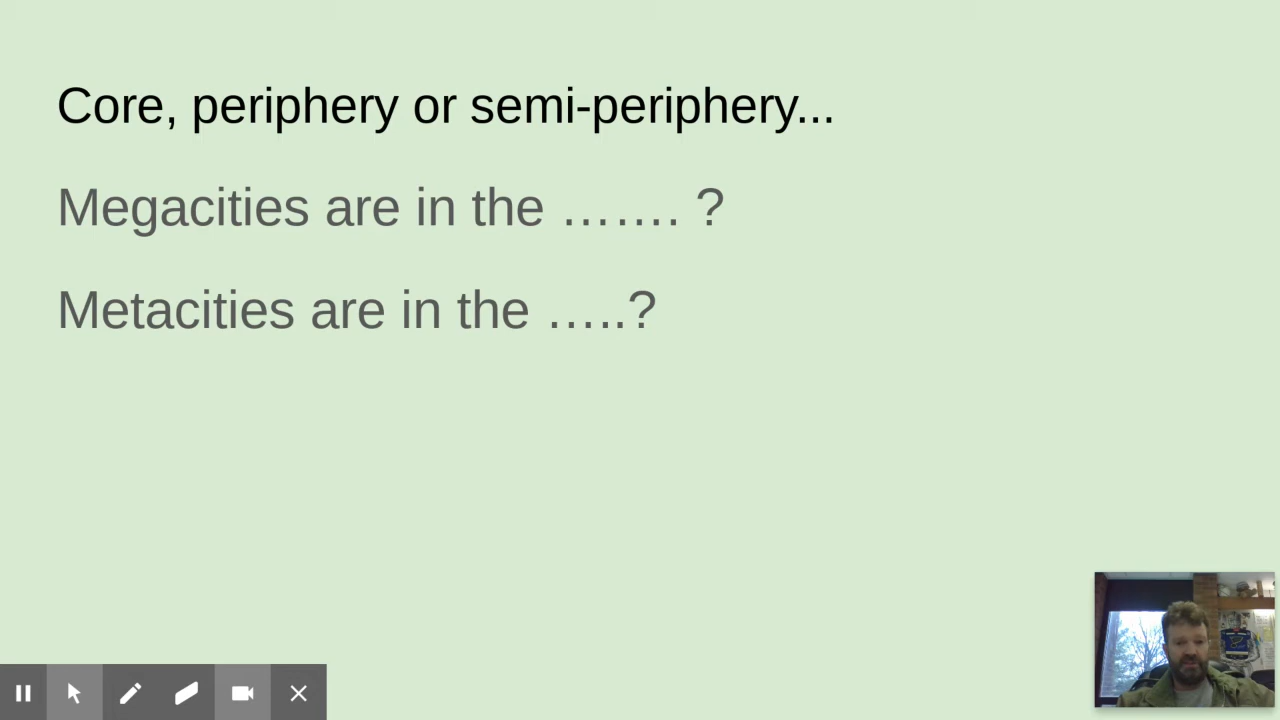 Core, periphery or semi-periphery...
Megacities are in the ……. ?
Metacities are in the …..?